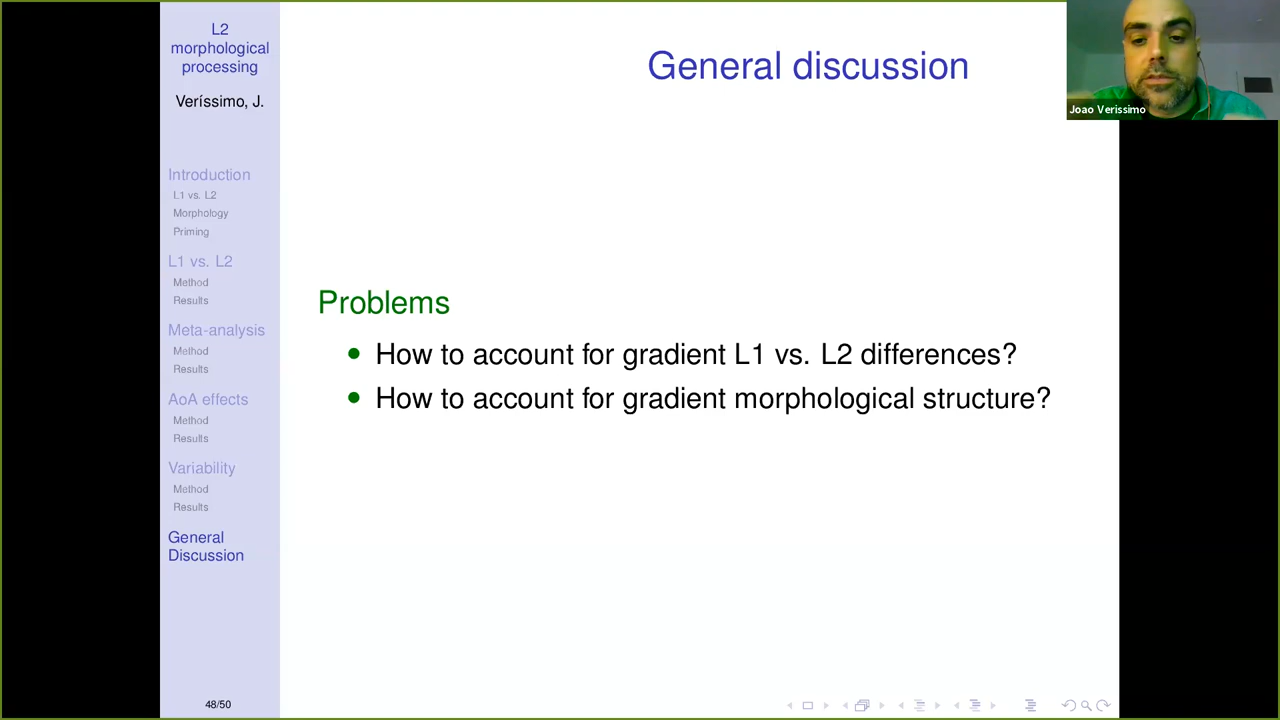 L2
morphological
processing
Veríssimo, J.
Introduction
L1 vs. L2
Morphology
Priming
L1 vs. L2
Method
Results
Meta-analysis
Method
Results
AoA effects
Method
Results
Variability
Method
Results
General
Discussion
48/50
General discussion
Problems
How to account for gradient L1 vs. L2 differences?
How to account for gradient morphological structure?
Joao Verissimo